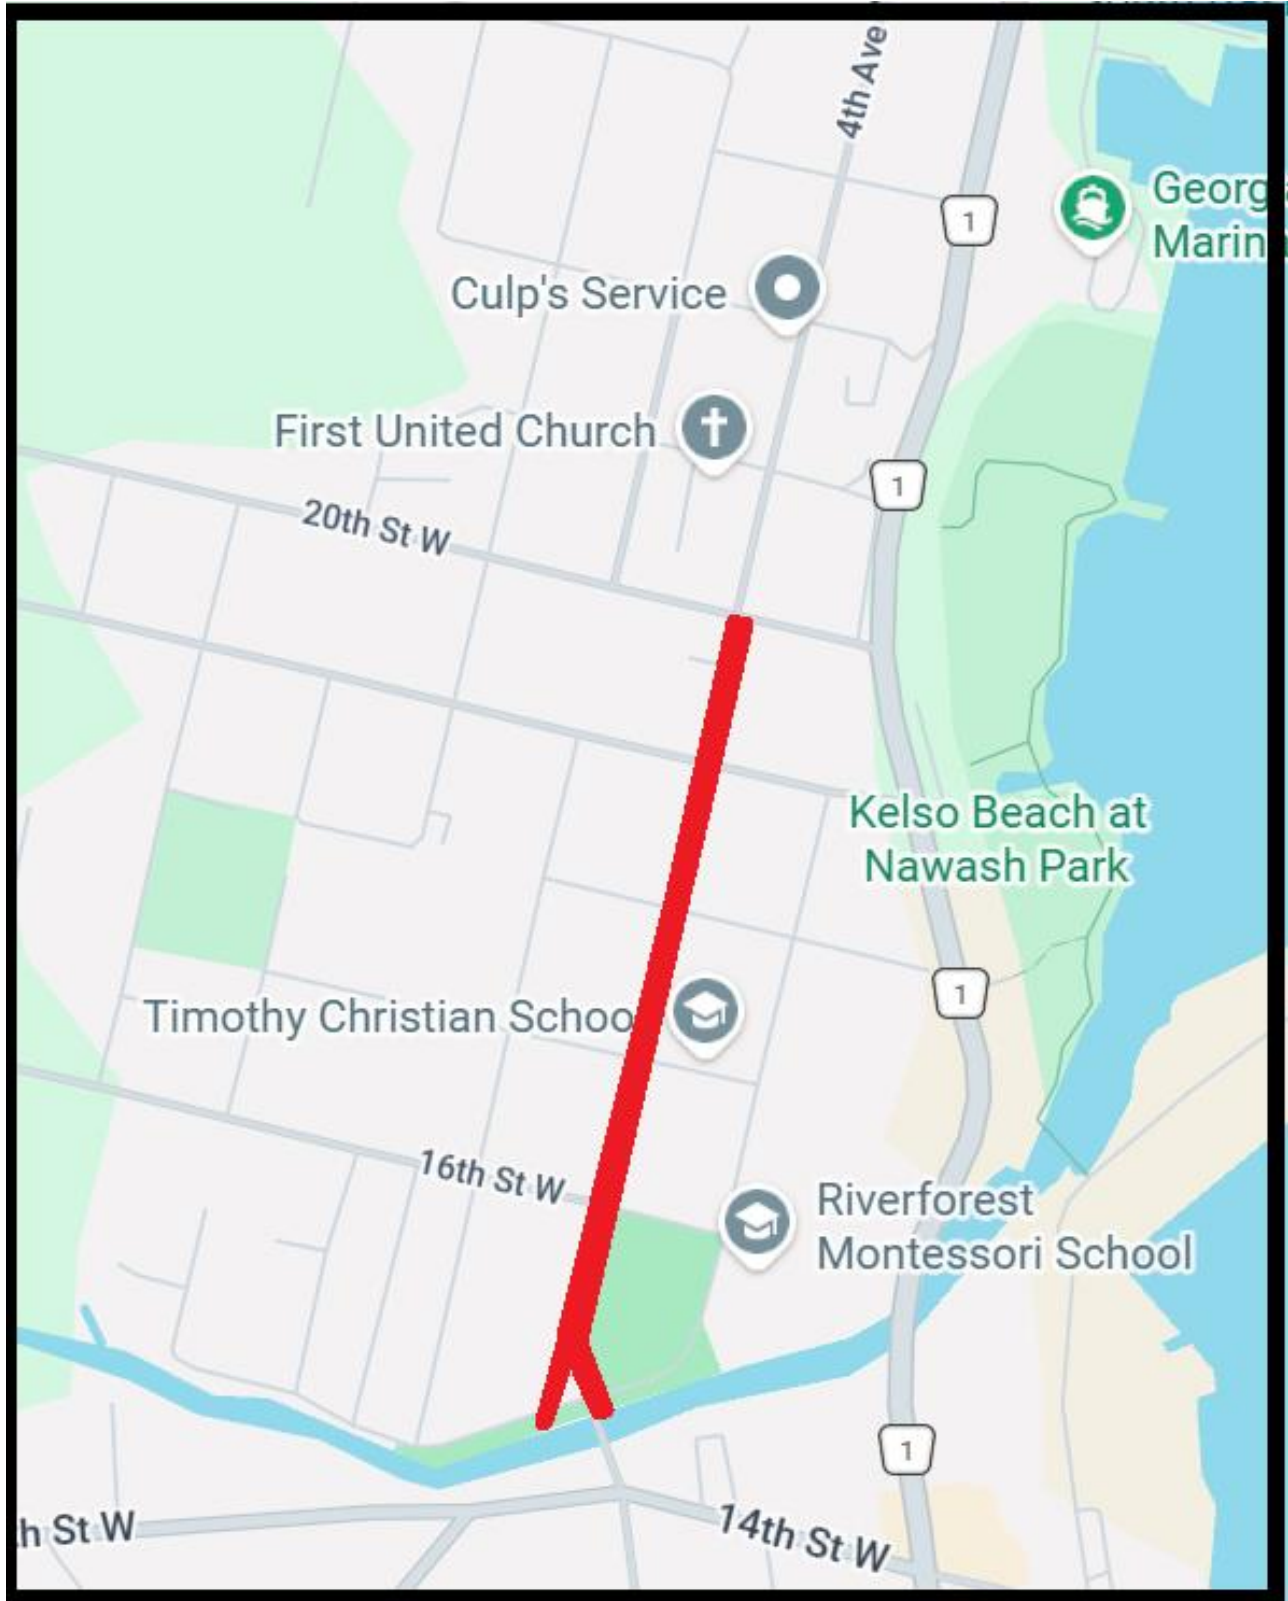 4th Ave
Georg
Marin
1
Culp's Service
First United Church
1
20th St W
Kelso Beach at
Nawash Park
1
Timothy Christian Schoo
16th St W
Riverforest
Montessori School
1
h St W
14th St W